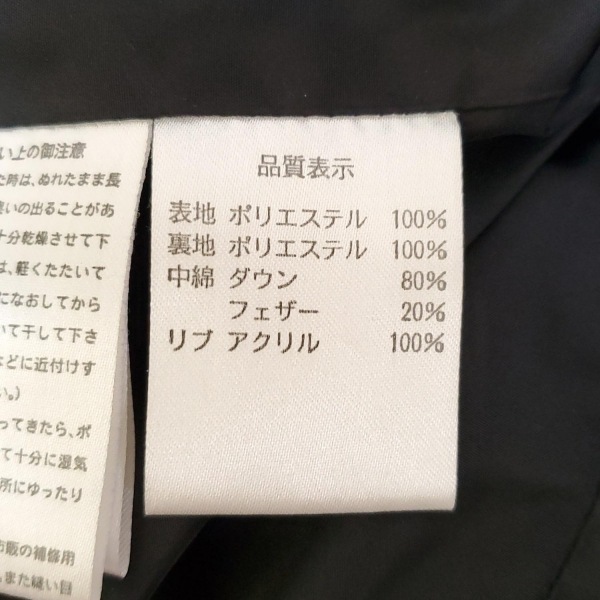 い上の御注意
た時は、ぬれたまま長
臭いの出ることがあ
十分乾燥させて下
は、軽くたたいて
になおしてから
いて干して下さ
などに近付けす
い。)
ってきたら、ポ
て十分に湿気
所にゆったり
市販の補修用
また縫い目
品質表示
表地 ポリエステル 100%
裏地 ポリエステル 100%
中綿 ダウン 80%
フェザー 20%
リブ アクリル 100%